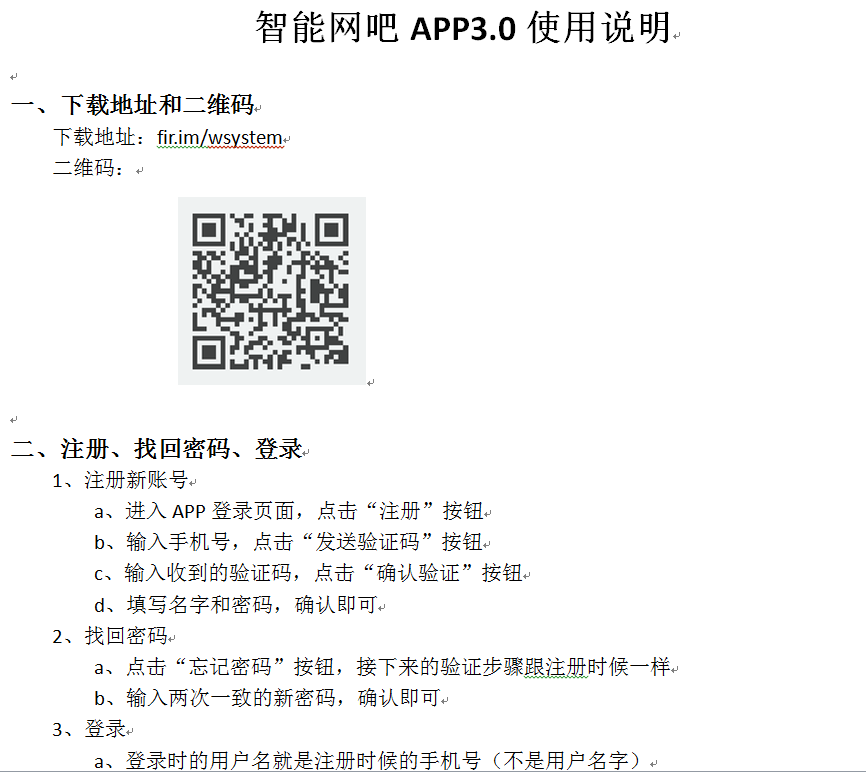 智能网吧 APP3.0 使用说明
一、下载地址和二维码
下载地址：fir.im/wsystem
二维码：
二、注册、找回密码、登录
1、注册新账号
a、进入 APP 登录页面，点击“注册”按钮
b、输入手机号，点击“发送验证码”按钮
c、输入收到的验证码，点击“确认验证”按钮
d、填写名字和密码，确认即可
2、找回密码
a、点击“忘记密码”按钮，接下来的验证步骤跟注册时候一样
b、输入两次一致的新密码，确认即可
3、登录
a、登录时的用户名就是注册时候的手机号（不是用户名字）